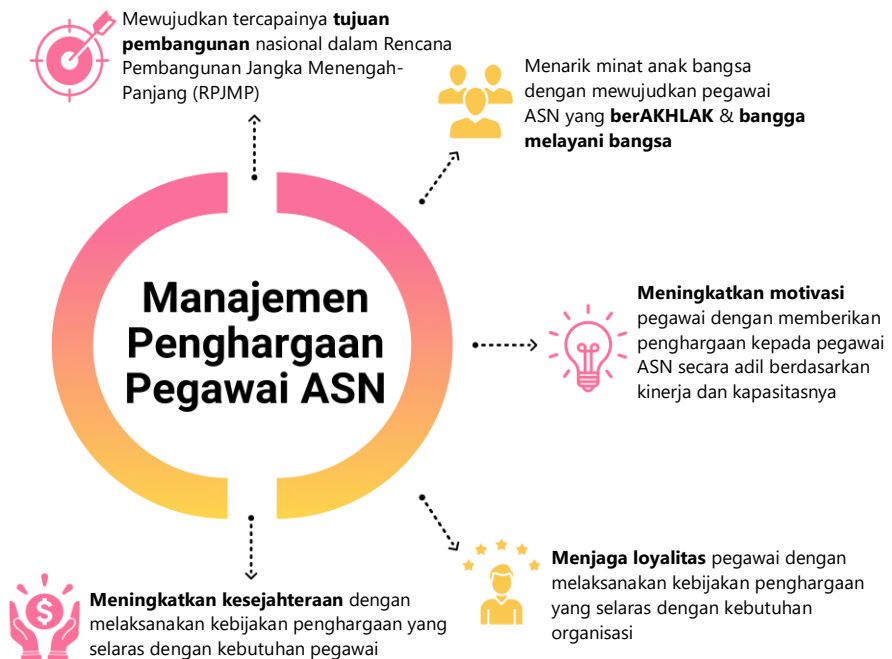 Mewujudkan tercapainya tujuan
pembangunan nasional dalam Rencana
Pembangunan Jangka Menengah-
Panjang (RPJMP)
Menarik minat anak bangsa
dengan mewujudkan pegawai
ASN yang berAKHLAK & bangga
melayani bangsa
Manajemen
Penghargaan
Pegawai ASN
Meningkatkan motivasi
pegawai dengan memberikan
penghargaan kepada pegawai
ASN secara adil berdasarkan
kinerja dan kapasitasnya
Menjaga loyalitas pegawai dengan
melaksanakan kebijakan penghargaan
yang selaras dengan kebutuhan
organisasi
$
Meningkatkan kesejahteraan dengan
melaksanakan kebijakan penghargaan yang
selaras dengan kebutuhan pegawai